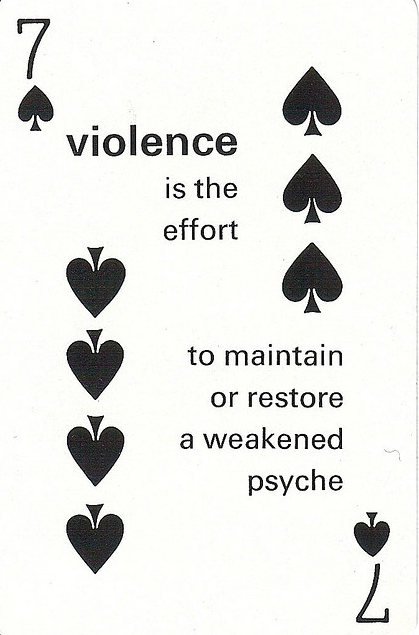 7
violence
is the
effort
to maintain
or restore
a weakened
psyche
7